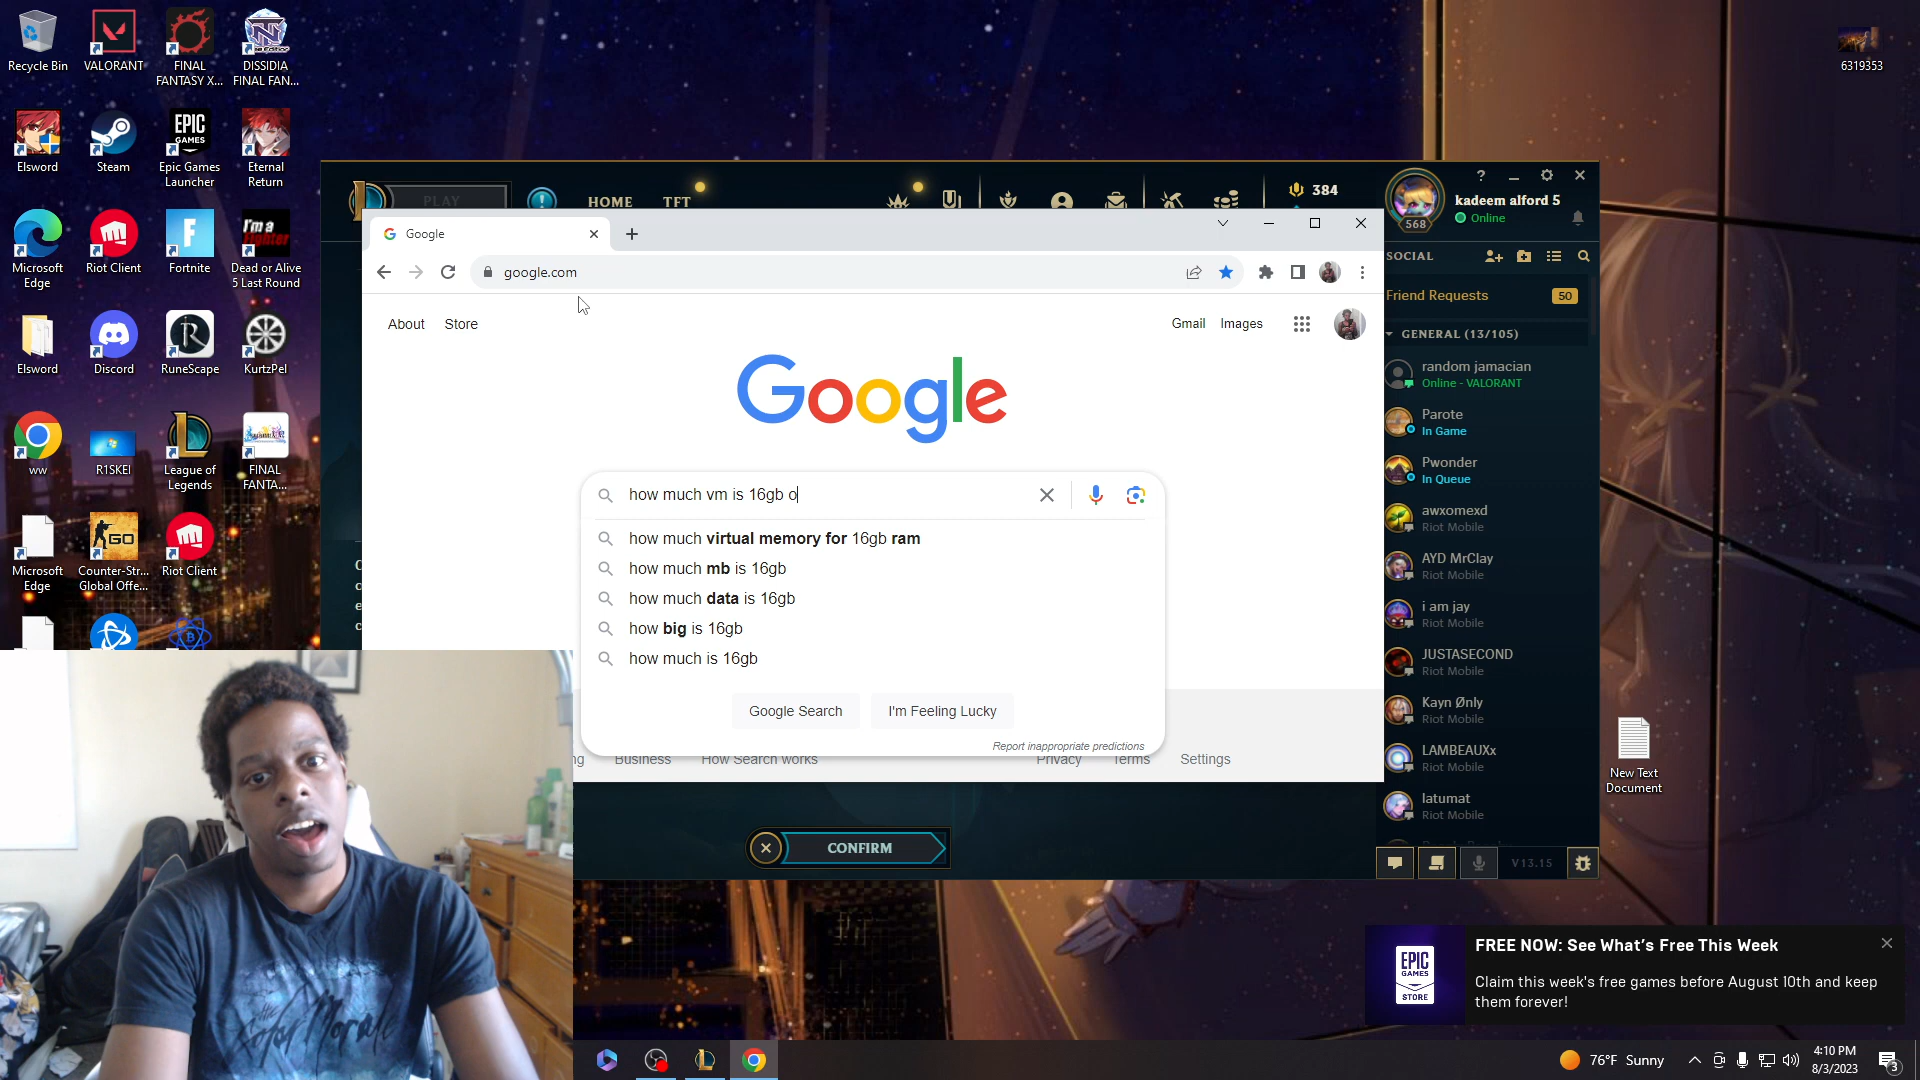 Recycle Bin
VALORANT
FINAL
FANTASY X...
DISSIDIA
FINAL FAN...
6319353
Elsword
Steam
EPIC
GAMES
Epic Games
Launcher
Eternal
Return
Microsoft
Edge
Riot Client
Fortnite
I'm a
fighter
Dead or Alive
5 Last Round
Elsword
Discord
RuneScape
KurtzPel
ww
R1SKEI
League of
Legends
FINAL
FANTA...
Microsoft
Edge
GO
Counter-Str...
Global Offe...
Riot Client
PLAY
HOME
TFT
384
568
kadeem alford 5
Online
SOCIAL
Friend Requests
50
GENERAL (13/105)
random jamacian
Online - VALORANT
Parote
In Game
Pwonder
In Queue
awxomexd
Riot Mobile
AYD MrClay
Riot Mobile
i am jay
Riot Mobile
JUSTASECOND
Riot Mobile
Kayn Ønly
Riot Mobile
LAMBEAUXx
Riot Mobile
latumat
Riot Mobile
V13.15
Google
google.com
About
Store
Gmail
Images
Google
how much vm is 16gb o
how much virtual memory for 16gb ram
how much mb is 16gb
how much data is 16gb
how big is 16gb
how much is 16gb
Google Search
I'm Feeling Lucky
Report inappropriate predictions
ng
Business
How Search works
Privacy
Terms
Settings
CONFIRM
New Text
Document
EPIC
GAMES
STORE
FREE NOW: See What's Free This Week
Claim this week's free games before August 10th and keep
them forever!
76°F Sunny
4:10 PM
8/3/2023
3